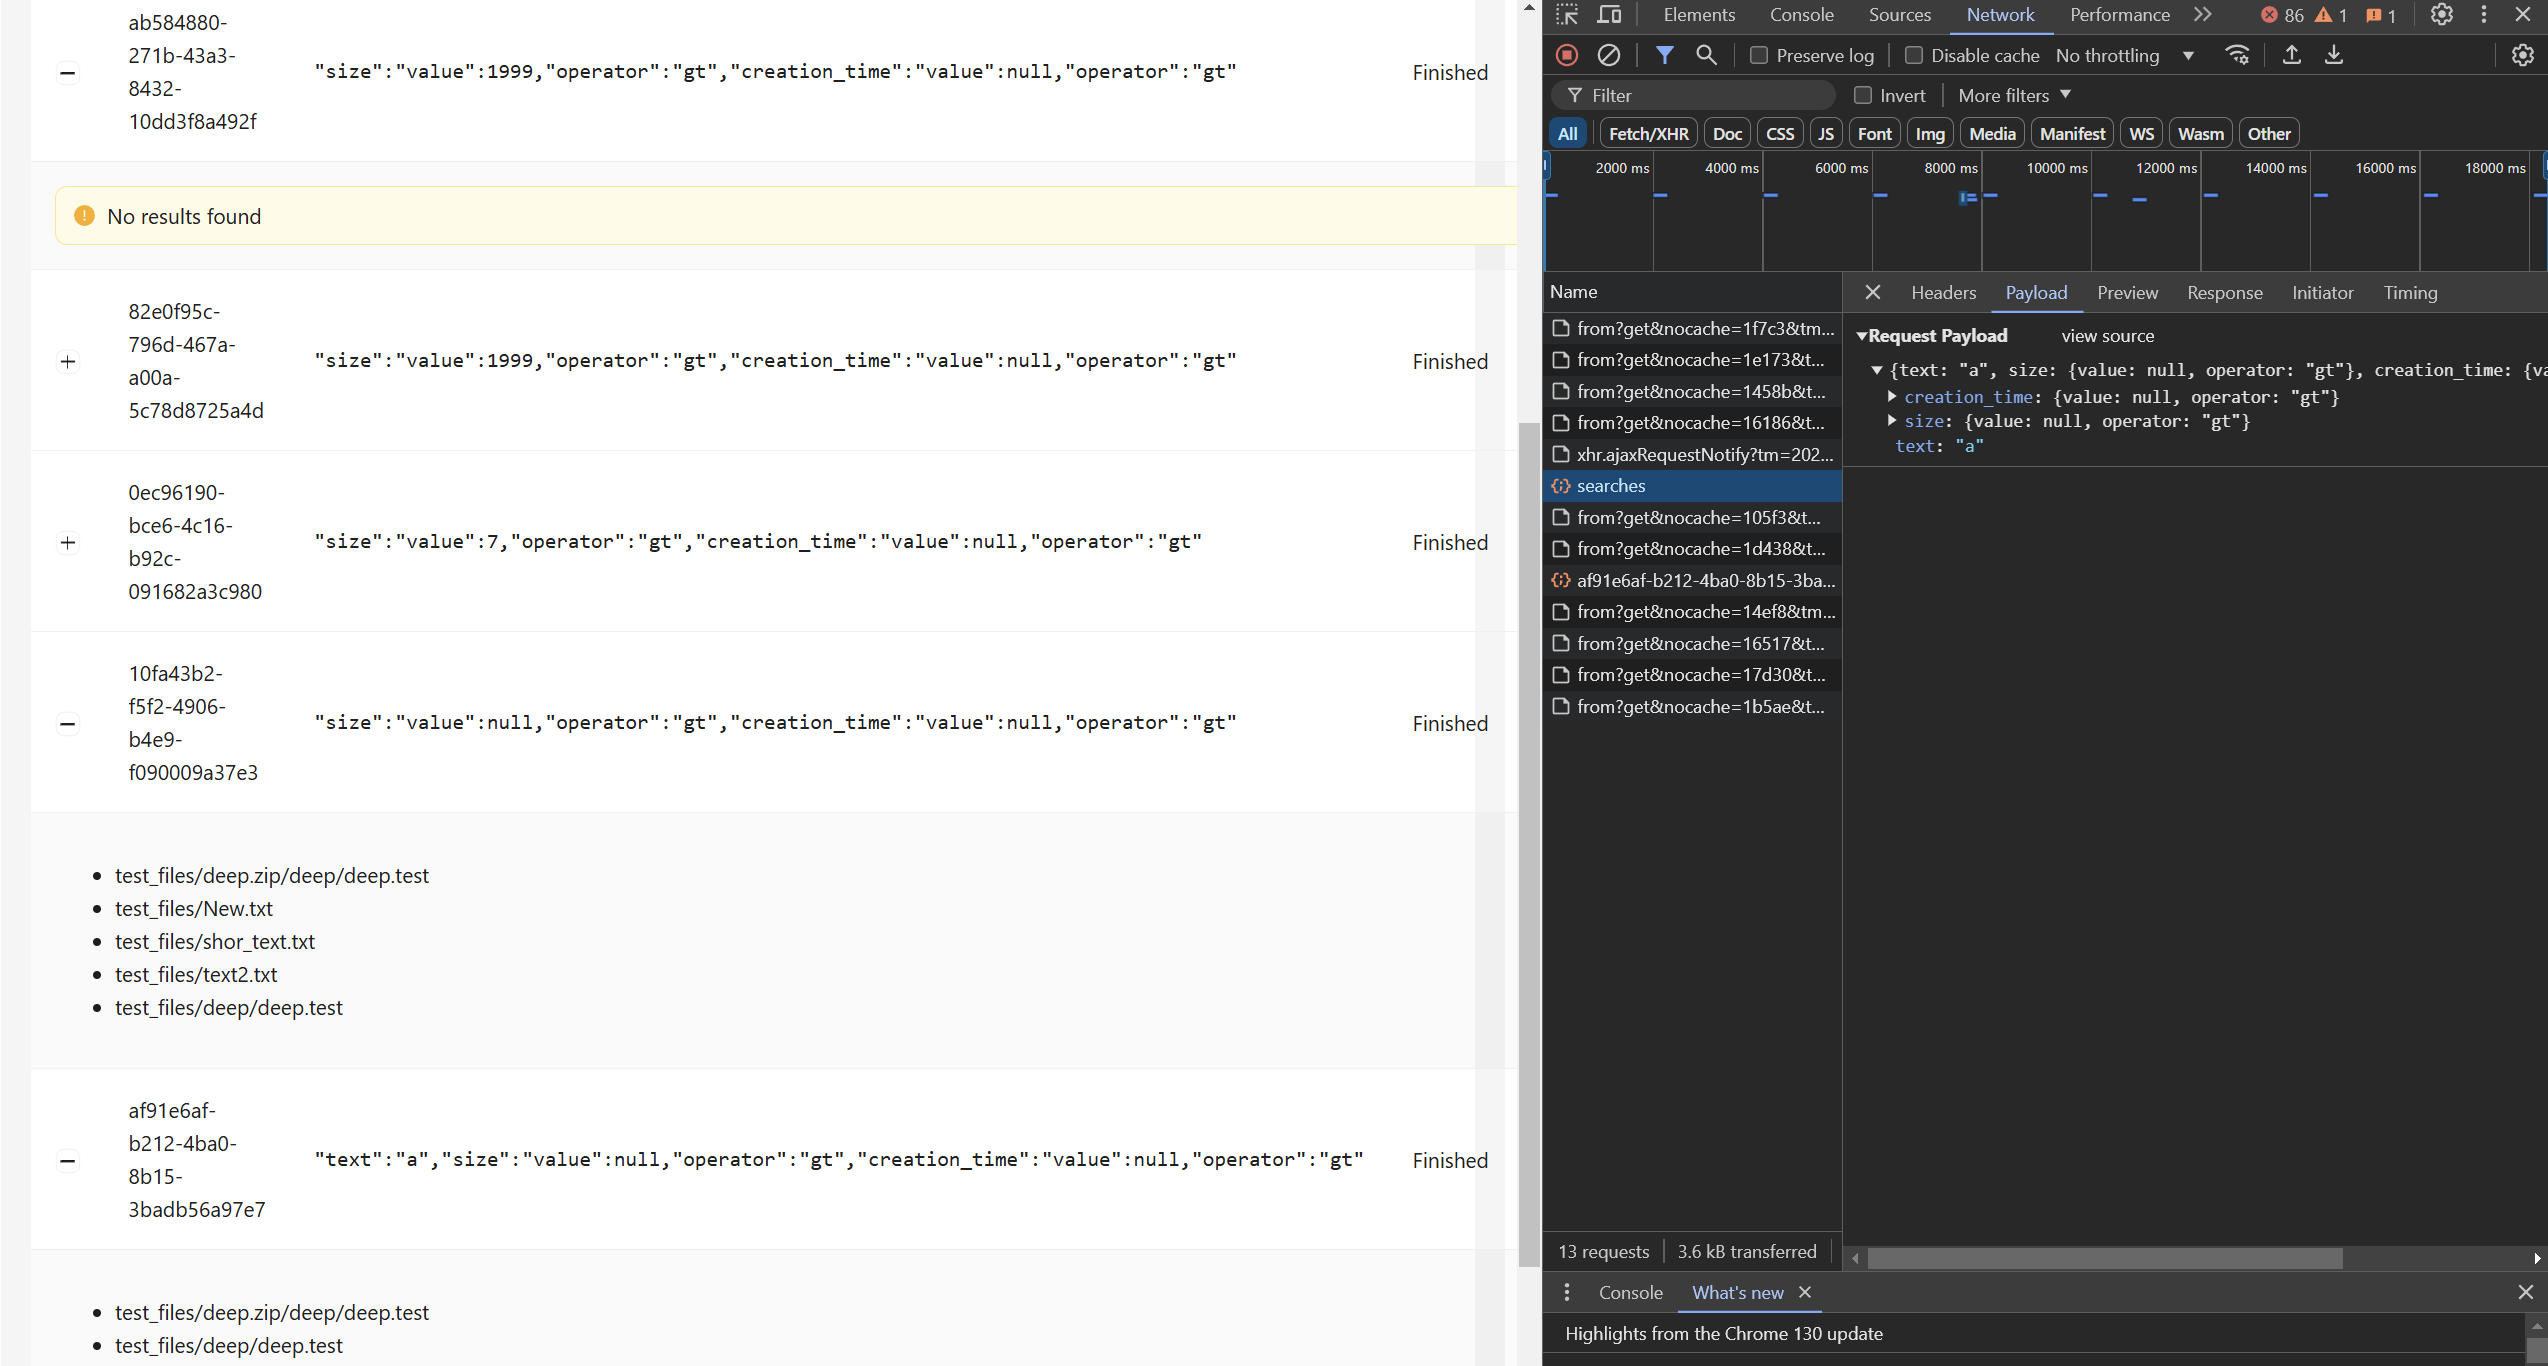 ab584880-
271b-43a3-
8432-
10dd3f8a492f
"size":"value":1999,"operator":"gt","creation_time":"value":null,"operator":"gt"
Finished
No results found
82e0f95c-
796d-467a-
a00a-
5c78d8725a4d
"size":"value":1999,"operator":"gt","creation_time":"value":null,"operator":"gt"
Finished
0ec96190-
bce6-4c16-
b92c-
091682a3c980
"size":"value":7,"operator":"gt","creation_time":"value":null,"operator":"gt"
Finished
10fa43b2-
f5f2-4906-
b4e9-
f090009a37e3
"size":"value":null,"operator":"gt","creation_time":"value":null,"operator":"gt"
Finished
test_files/deep.zip/deep/deep.test
test_files/New.txt
test_files/shor_text.txt
test_files/text2.txt
test_files/deep/deep.test
af91e6af-
b212-4ba0-
8b15-
3badb56a97e7
"text":"a","size":"value":null,"operator":"gt","creation_time":"value":null,"operator":"gt"
Finished
test_files/deep.zip/deep/deep.test
test_files/deep/deep.test
Elements Console Sources Network Performance 86 1 1
Preserve log Disable cache No throttling
Filter Invert More filters
All Fetch/XHR Doc CSS JS Font Img Media Manifest WS Wasm Other
2000 ms 4000 ms 6000 ms 8000 ms 10000 ms 12000 ms 14000 ms 16000 ms 18000 ms
Name
from?get&nocache=1f7c3&tm...
from?get&nocache=1e173&t...
from?get&nocache=1458b&t...
from?get&nocache=16186&t...
xhr.ajaxRequestNotify?tm=202...
searches
from?get&nocache=105f3&t...
from?get&nocache=1d438&t...
af91e6af-b212-4ba0-8b15-3ba...
from?get&nocache=14ef8&tm...
from?get&nocache=16517&t...
from?get&nocache=17d30&t...
from?get&nocache=1b5ae&t...
Headers Payload Preview Response Initiator Timing
Request Payload view source
{text: "a", size: {value: null, operator: "gt"}, creation_time: {va
creation_time: {value: null, operator: "gt"}
size: {value: null, operator: "gt"}
text: "a"
13 requests 3.6 kB transferred
Console What's new
Highlights from the Chrome 130 update